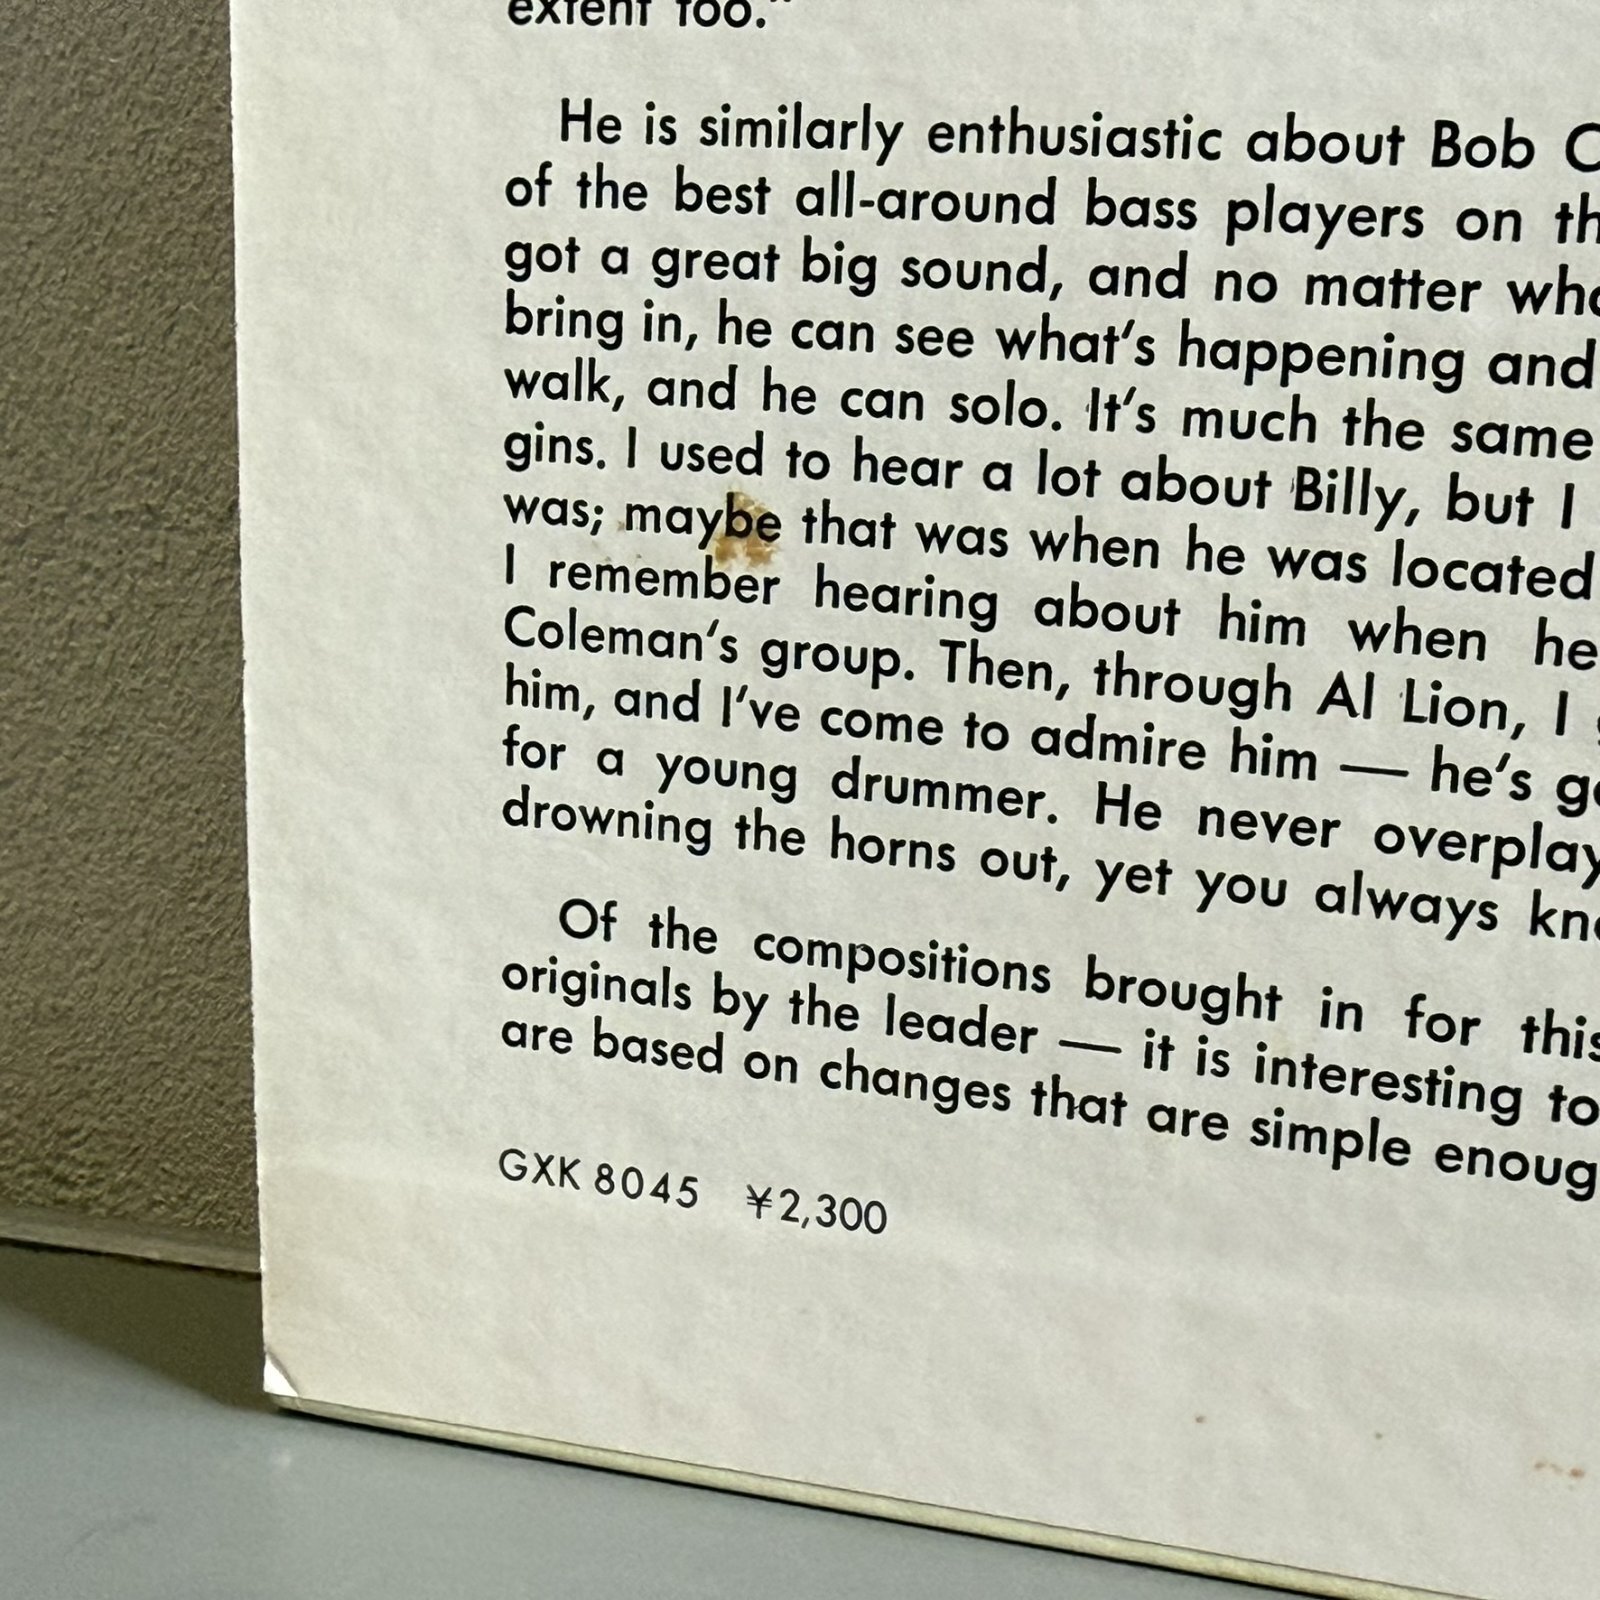 extent too."
He is similarly enthusiastic about Bob
of the best all-around bass players on
got a great big sound, and no matter
bring in, he can see what's happening and
walk, and he can solo. It's much the same
gins. I used to hear a lot about Billy, but I
was; maybe that was when he was located
I remember hearing about him when he
Coleman's group. Then, through Al Lion, I
him, and I've come to admire him — he's
for a young drummer. He never
drowning the horns out, yet you always
Of the compositions brought in for this
originals by the leader — it is interesting to
are based on changes that are simple
GXK 8045 ¥2,300